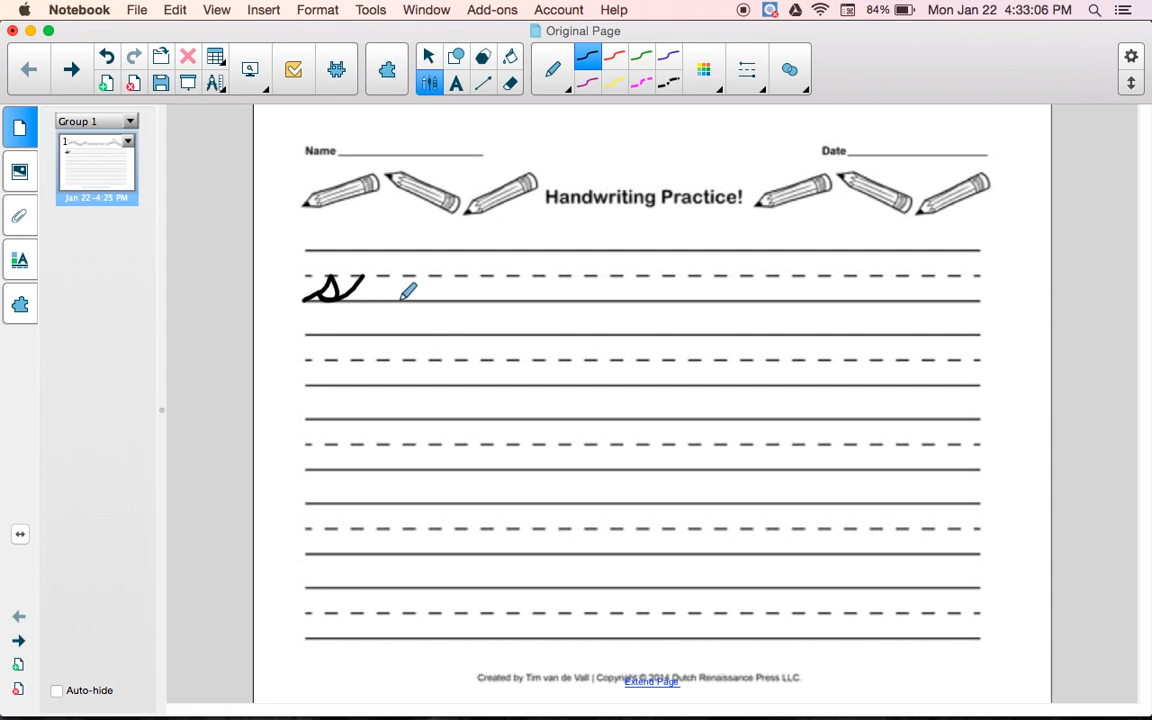 Notebook File Edit View Insert Format Tools Window Add-ons Account Help 84% Mon Jan 22 4:33:06 PM
Original Page
Group 1
1
Jan 22-4:25 PM
Name Date
Handwriting Practice!
s
Created by Tim van de Vall | Copyright © 2014 Dutch Renaissance Press LLC.
Extend Page
Auto-hide